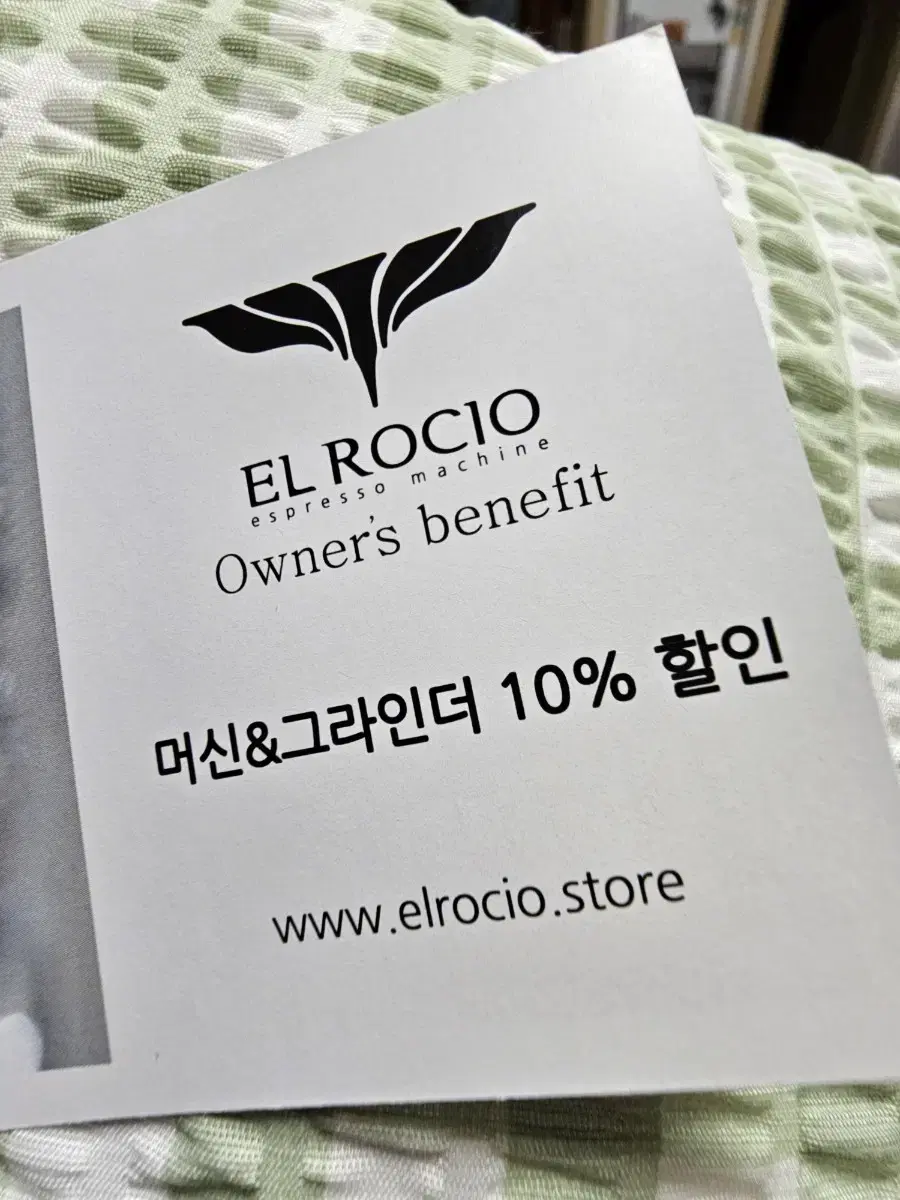 EL ROCIO
espresso machine
Owner's benefit
머신&그라인더 10% 할인
www.elrocio.store